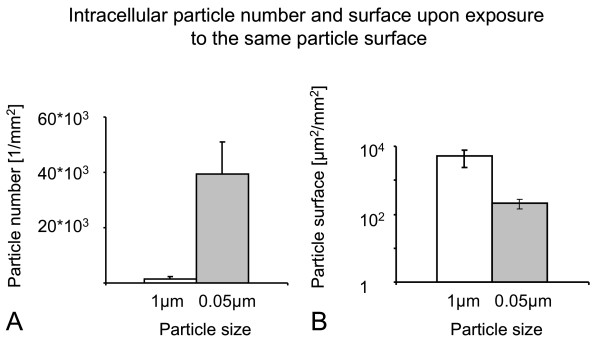 Intracellular particle number and surface upon exposure
to the same particle surface
Particle number [1/mm²]
60*10³
40*10³
20*10³
1µm 0.05µm
Particle size
A
Particle surface [µm²/mm²]
10⁴
10²
1
1µm 0.05µm
Particle size
B